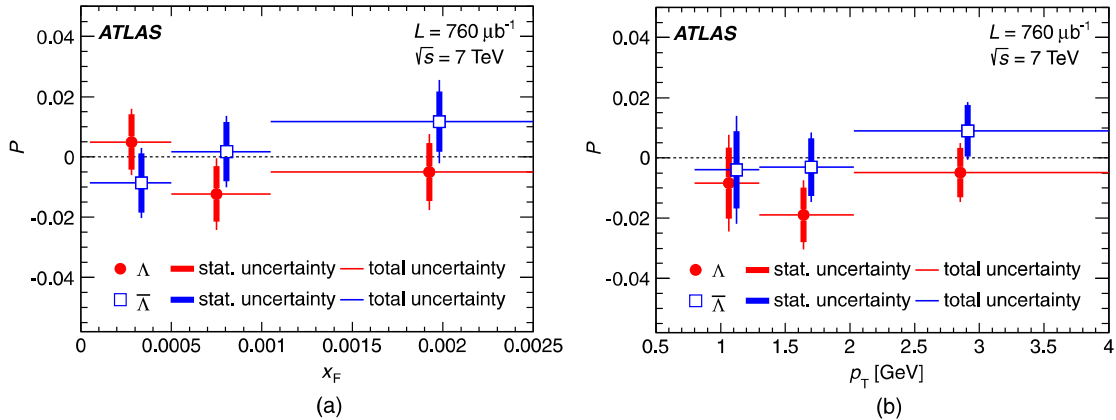 ATLAS
L = 760 μb⁻¹
√s = 7 TeV
P
0.04
0.02
0
-0.02
-0.04
Λ stat. uncertainty total uncertainty
Λ̅ stat. uncertainty total uncertainty
0 0.0005 0.001 0.0015 0.002 0.0025
x_F
(a)
ATLAS
L = 760 μb⁻¹
√s = 7 TeV
P
0.04
0.02
0
-0.02
-0.04
Λ stat. uncertainty total uncertainty
Λ̅ stat. uncertainty total uncertainty
0.5 1 1.5 2 2.5 3 3.5 4
p_T [GeV]
(b)